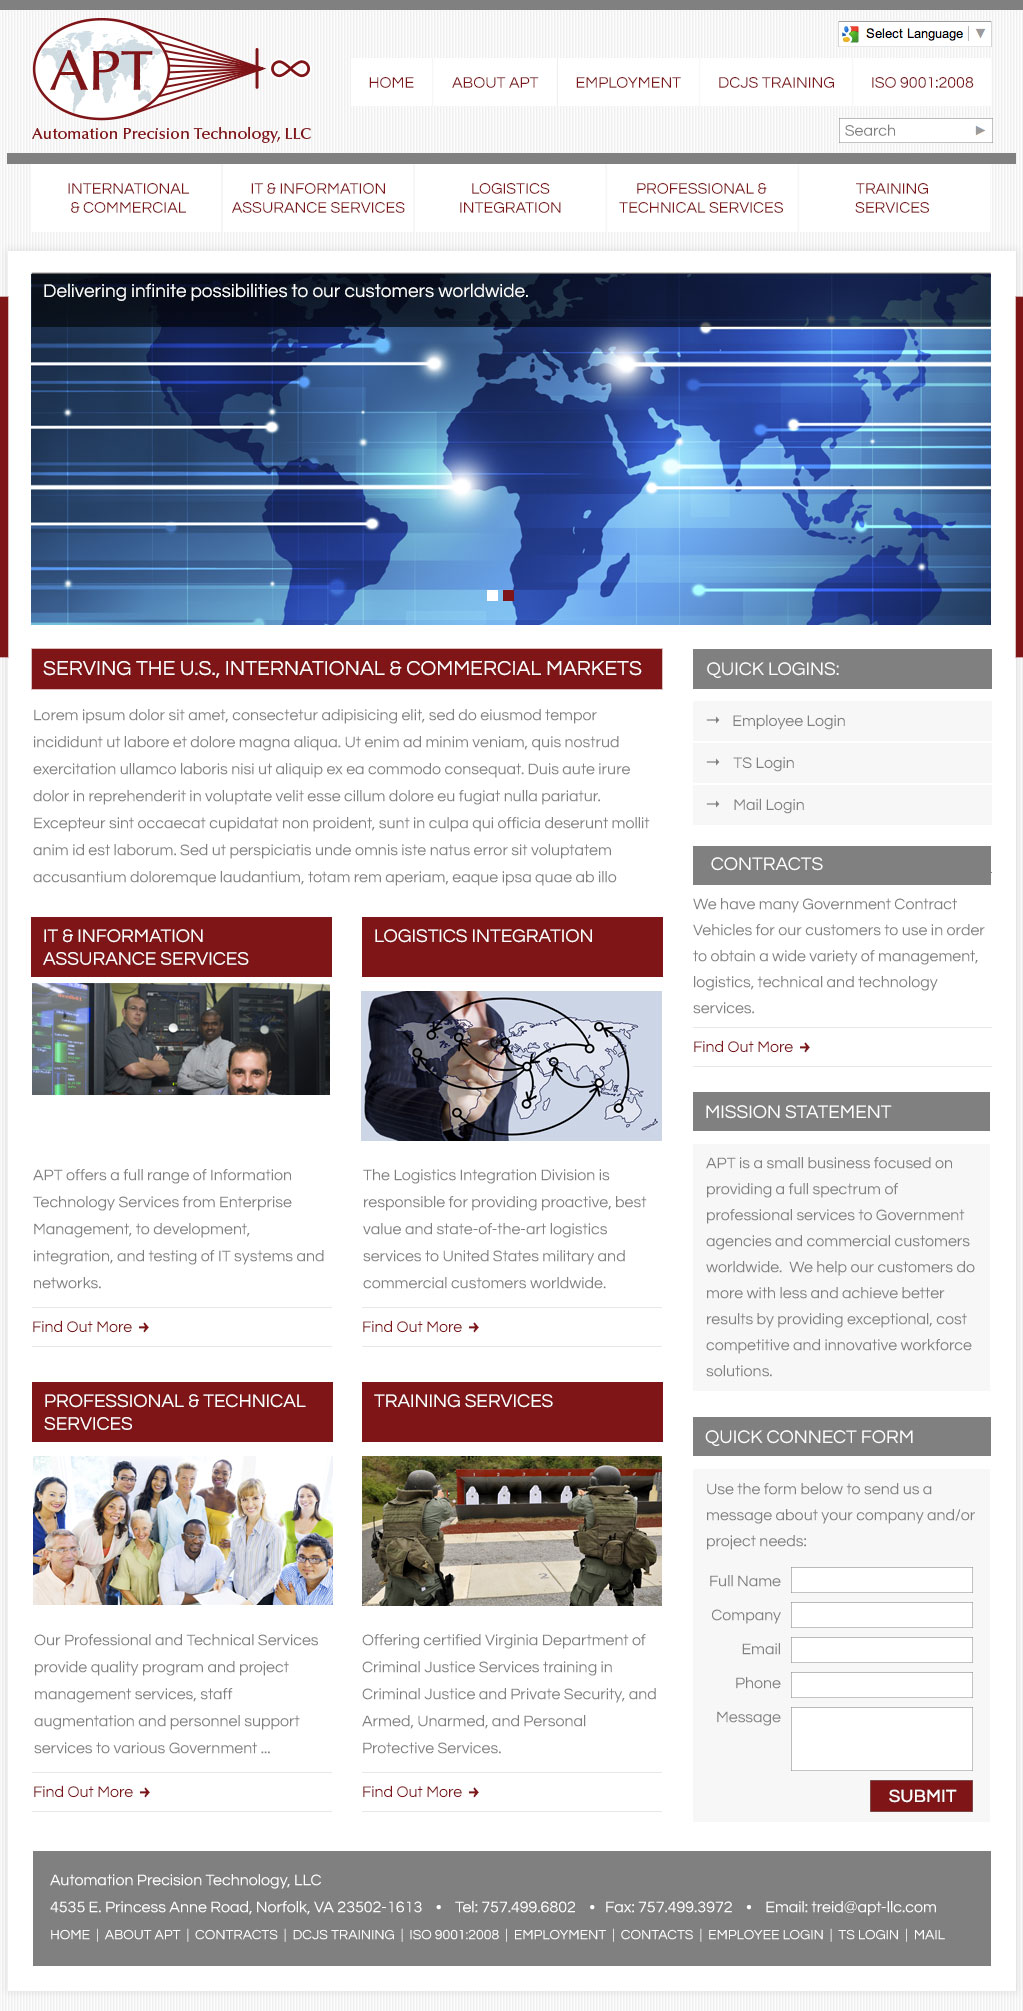 APT
Automation Precision Technology, LLC
Select Language
HOME
ABOUT APT
EMPLOYMENT
DCJS TRAINING
ISO 9001:2008
Search
INTERNATIONAL
& COMMERCIAL
IT & INFORMATION
ASSURANCE SERVICES
LOGISTICS
INTEGRATION
PROFESSIONAL &
TECHNICAL SERVICES
TRAINING
SERVICES
Delivering infinite possibilities to our customers worldwide.
SERVING THE U.S., INTERNATIONAL & COMMERCIAL MARKETS
Lorem ipsum dolor sit amet, consectetur adipisicing elit, sed do eiusmod tempor
incididunt ut labore et dolore magna aliqua. Ut enim ad minim veniam, quis nostrud
exercitation ullamco laboris nisi ut aliquip ex ea commodo consequat. Duis aute irure
dolor in reprehenderit in voluptate velit esse cillum dolore eu fugiat nulla pariatur.
Excepteur sint occaecat cupidatat non proident, sunt in culpa qui officia deserunt mollit
anim id est laborum. Sed ut perspiciatis unde omnis iste natus error sit voluptatem
accusantium doloremque laudantium, totam rem aperiam, eaque ipsa quae ab illo
IT & INFORMATION
ASSURANCE SERVICES
APT offers a full range of Information
Technology Services from Enterprise
Management, to development,
integration, and testing of IT systems and
networks.
Find Out More
LOGISTICS INTEGRATION
The Logistics Integration Division is
responsible for providing proactive, best
value and state-of-the-art logistics
services to United States military and
commercial customers worldwide.
Find Out More
PROFESSIONAL & TECHNICAL
SERVICES
Our Professional and Technical Services
provide quality program and project
management services, staff
augmentation and personnel support
services to various Government ...
Find Out More
TRAINING SERVICES
Offering certified Virginia Department of
Criminal Justice Services training in
Criminal Justice and Private Security, and
Armed, Unarmed, and Personal
Protective Services.
Find Out More
QUICK LOGINS:
Employee Login
TS Login
Mail Login
CONTRACTS
We have many Government Contract
Vehicles for our customers to use in order
to obtain a wide variety of management,
logistics, technical and technology
services.
Find Out More
MISSION STATEMENT
APT is a small business focused on
providing a full spectrum of
professional services to Government
agencies and commercial customers
worldwide. We help our customers do
more with less and achieve better
results by providing exceptional, cost
competitive and innovative workforce
solutions.
QUICK CONNECT FORM
Use the form below to send us a
message about your company and/or
project needs:
Full Name
Company
Email
Phone
Message
SUBMIT
Automation Precision Technology, LLC
4535 E. Princess Anne Road, Norfolk, VA 23502-1613 • Tel: 757.499.6802 • Fax: 757.499.3972 • Email: treid@apt-llc.com
HOME | ABOUT APT | CONTRACTS | DCJS TRAINING | ISO 9001:2008 | EMPLOYMENT | CONTACTS | EMPLOYEE LOGIN | TS LOGIN | MAIL